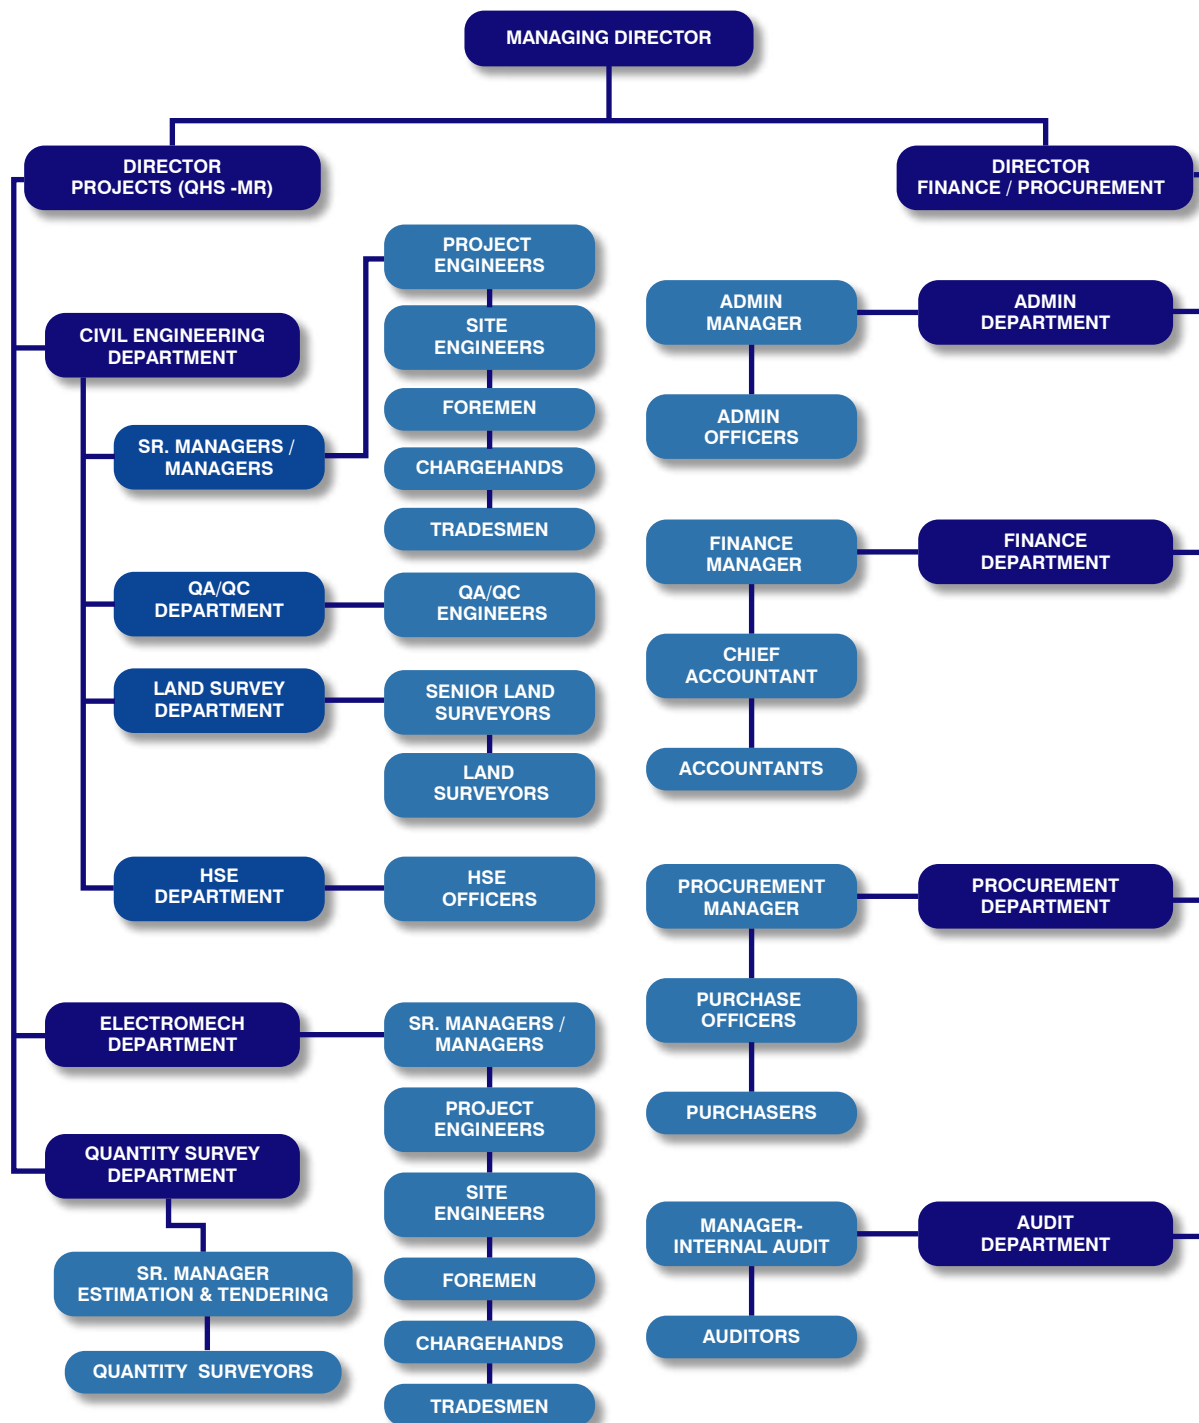 MANAGING DIRECTOR
DIRECTOR
PROJECTS (QHS -MR)
DIRECTOR
FINANCE / PROCUREMENT
CIVIL ENGINEERING
DEPARTMENT
SR. MANAGERS /
MANAGERS
PROJECT
ENGINEERS
SITE
ENGINEERS
FOREMEN
CHARGEHANDS
TRADESMEN
QA/QC
DEPARTMENT
QA/QC
ENGINEERS
LAND SURVEY
DEPARTMENT
SENIOR LAND
SURVEYORS
LAND
SURVEYORS
HSE
DEPARTMENT
HSE
OFFICERS
ELECTROMECH
DEPARTMENT
SR. MANAGERS /
MANAGERS
PROJECT
ENGINEERS
SITE
ENGINEERS
FOREMEN
CHARGEHANDS
TRADESMEN
QUANTITY SURVEY
DEPARTMENT
SR. MANAGER
ESTIMATION & TENDERING
QUANTITY SURVEYORS
ADMIN
MANAGER
ADMIN
DEPARTMENT
ADMIN
OFFICERS
FINANCE
MANAGER
FINANCE
DEPARTMENT
CHIEF
ACCOUNTANT
ACCOUNTANTS
PROCUREMENT
MANAGER
PROCUREMENT
DEPARTMENT
PURCHASE
OFFICERS
PURCHASERS
MANAGER-
INTERNAL AUDIT
AUDIT
DEPARTMENT
AUDITORS